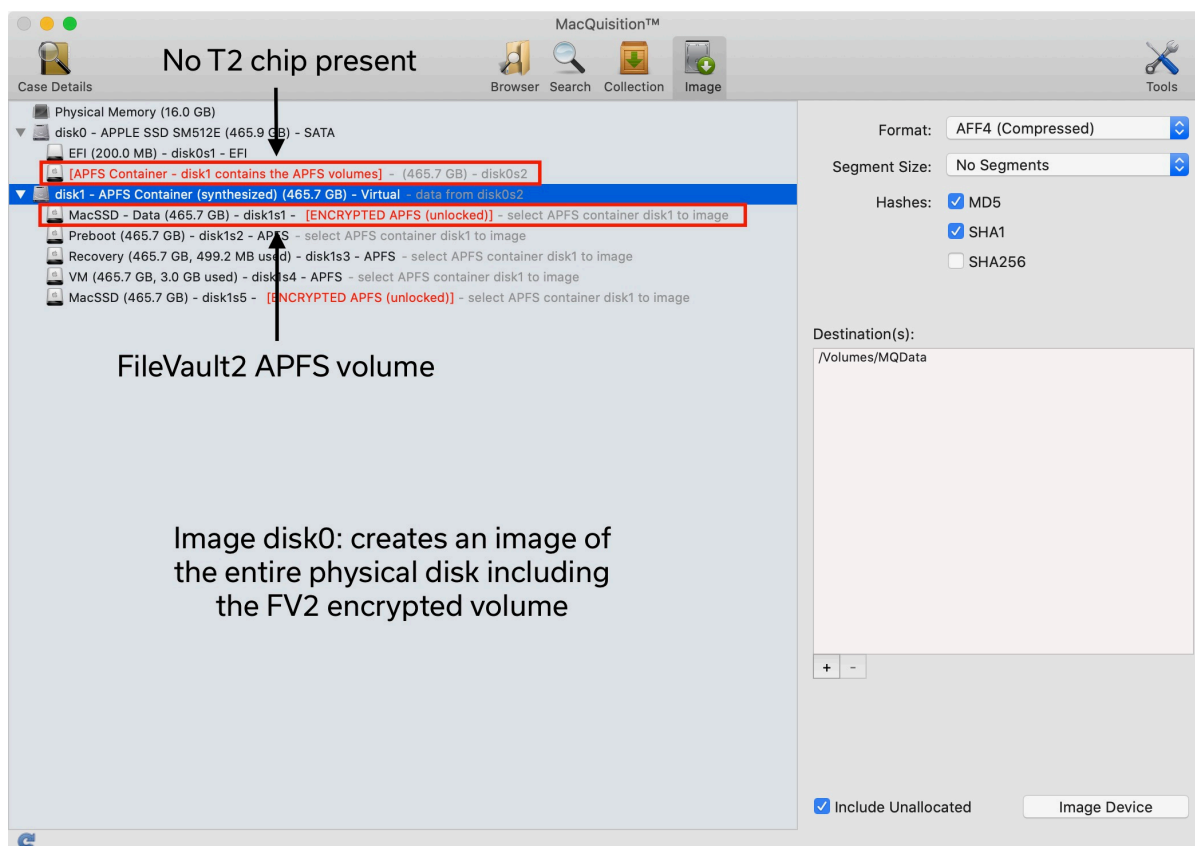 MacQuisition™
No T2 chip present
Case Details
Browser
Search
Collection
Image
Tools
Physical Memory (16.0 GB)
disk0 - APPLE SSD SM512E (465.9 GB) - SATA
EFI (200.0 MB) - disk0s1 - EFI
[APFS Container - disk1 contains the APFS volumes] - (465.7 GB) - disk0s2
disk1 - APFS Container (synthesized) (465.7 GB) - Virtual - data from disk0s2
MacSSD - Data (465.7 GB) - disk1s1 - [ENCRYPTED APFS (unlocked)] - select APFS container disk1 to image
Preboot (465.7 GB) - disk1s2 - APFS - select APFS container disk1 to image
Recovery (465.7 GB, 499.2 MB used) - disk1s3 - APFS - select APFS container disk1 to image
VM (465.7 GB, 3.0 GB used) - disk1s4 - APFS - select APFS container disk1 to image
MacSSD (465.7 GB) - disk1s5 - [ENCRYPTED APFS (unlocked)] - select APFS container disk1 to image
FileVault2 APFS volume
Image disk0: creates an image of
the entire physical disk including
the FV2 encrypted volume
Format: AFF4 (Compressed)
Segment Size: No Segments
Hashes: MD5
SHA1
SHA256
Destination(s):
/Volumes/MQData
+ -
Include Unallocated
Image Device